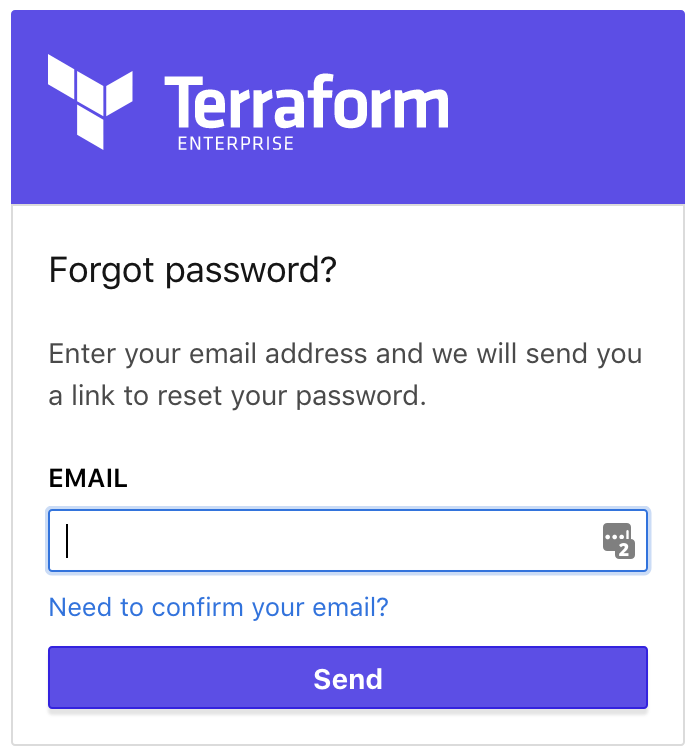 Terraform
ENTERPRISE
Forgot password?
Enter your email address and we will send you
a link to reset your password.
EMAIL
2
Need to confirm your email?
Send